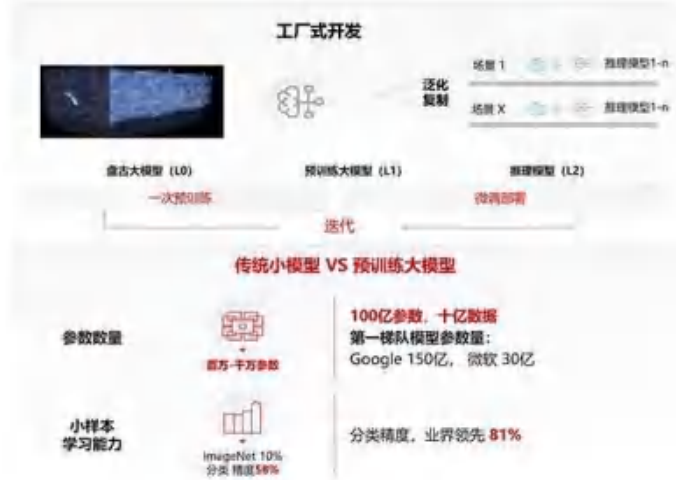 工厂式开发
场景 1
推理模型1-n
泛化
复制
场景 X
推理模型1-n
盘古大模型（L0）
预训练大模型（L1）
推理模型（L2）
一次预训练
微调部署
迭代
传统小模型 VS 预训练大模型
参数数量
百万-千万参数
100亿参数，十亿数据
第一梯队模型参数量：
Google 150亿， 微软 30亿
小样本
学习能力
ImageNet 10%
分类 精度58%
分类精度，业界领先 81%